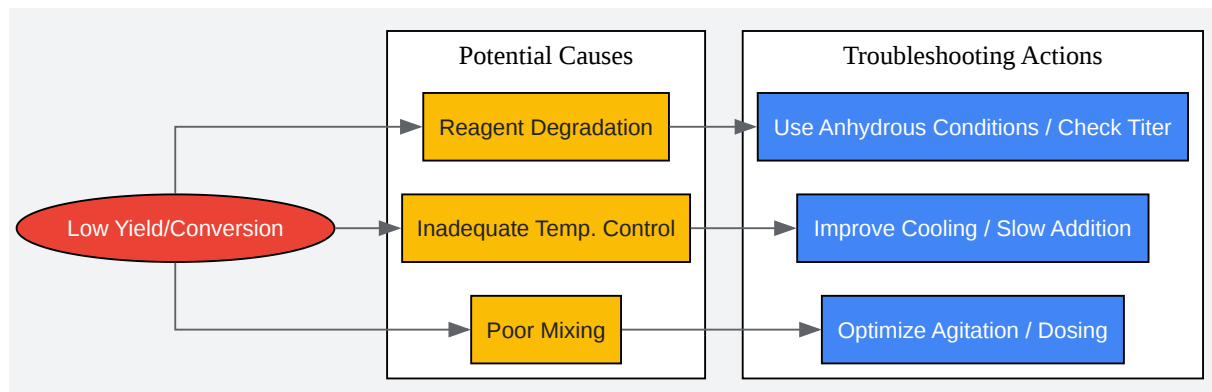 Potential Causes
Troubleshooting Actions
Reagent Degradation
Use Anhydrous Conditions / Check Titer
Low Yield/Conversion
Inadequate Temp. Control
Improve Cooling / Slow Addition
Poor Mixing
Optimize Agitation / Dosing